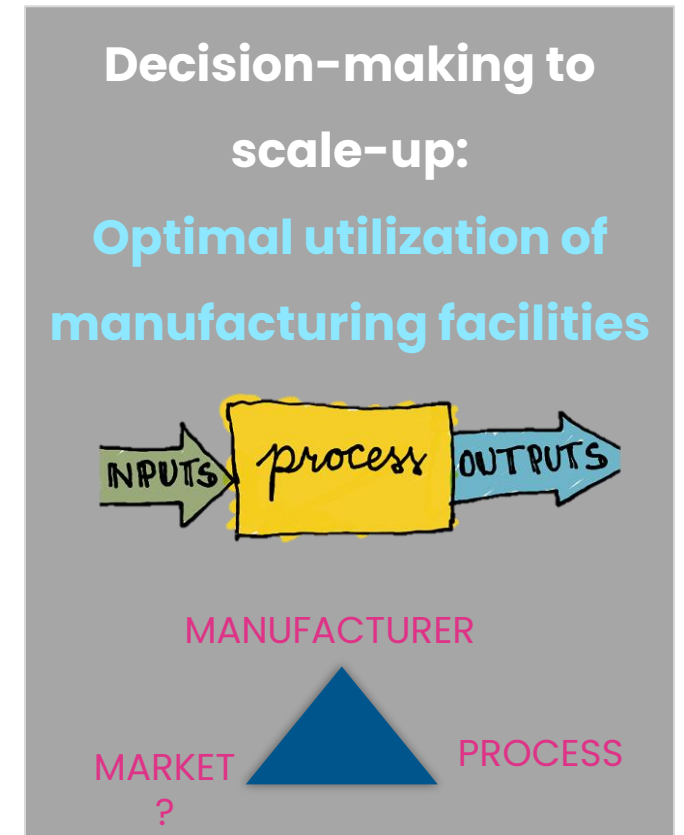 Decision-making to
scale-up:
Optimal utilization of
manufacturing facilities
INPUTS process OUTPUTS
MANUFACTURER
MARKET PROCESS
?